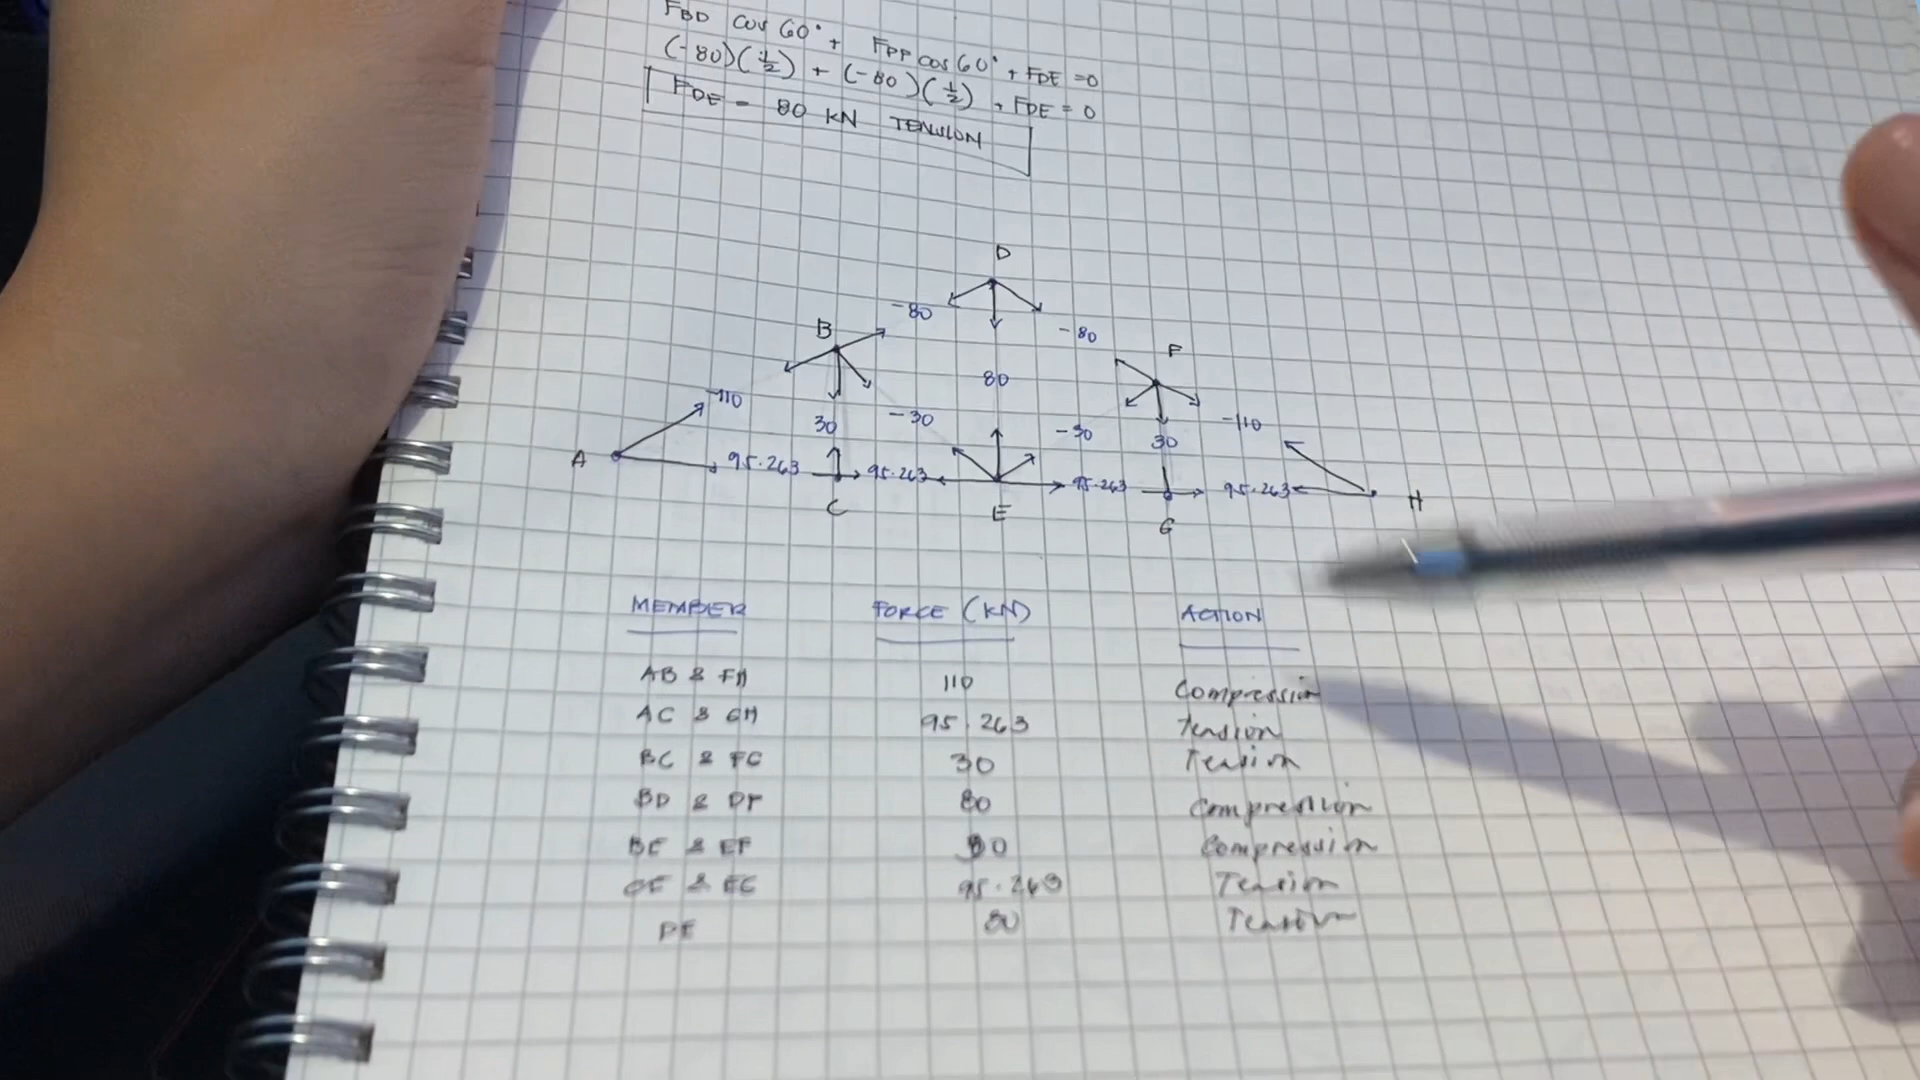 FBD cos 60° + FDF cos 60° + FDE = 0
(-80)(1/2) + (-80)(1/2) + FDE = 0
FDE = 80 KN TENSION
D
-80
-80
B
F
80
-110
-30
-30
-110
30
30
A
95.263
95.263
95.263
95.263
H
C
E
G
MEMBER FORCE (KN) ACTION
AB & FH 110 Compression
AC & GH 95.263 Tension
BC & FG 30 Tension
BD & DF 80 Compression
BE & EF 30 Compression
CE & EG 95.263 Tension
DE 80 Tension